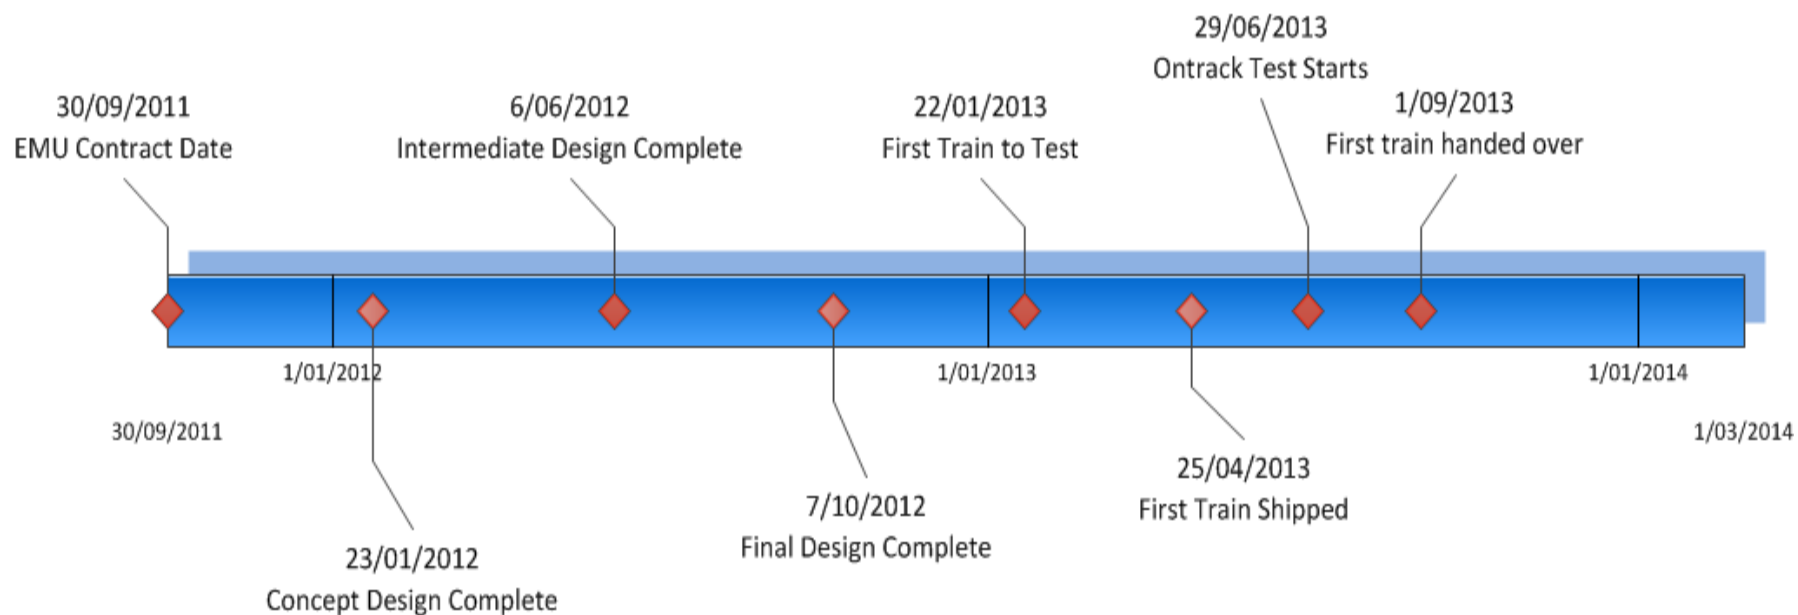 29/06/2013
Ontrack Test Starts
30/09/2011
EMU Contract Date
6/06/2012
Intermediate Design Complete
22/01/2013
First Train to Test
1/09/2013
First train handed over
1/01/2012
1/01/2013
1/01/2014
30/09/2011
1/03/2014
25/04/2013
First Train Shipped
7/10/2012
Final Design Complete
23/01/2012
Concept Design Complete